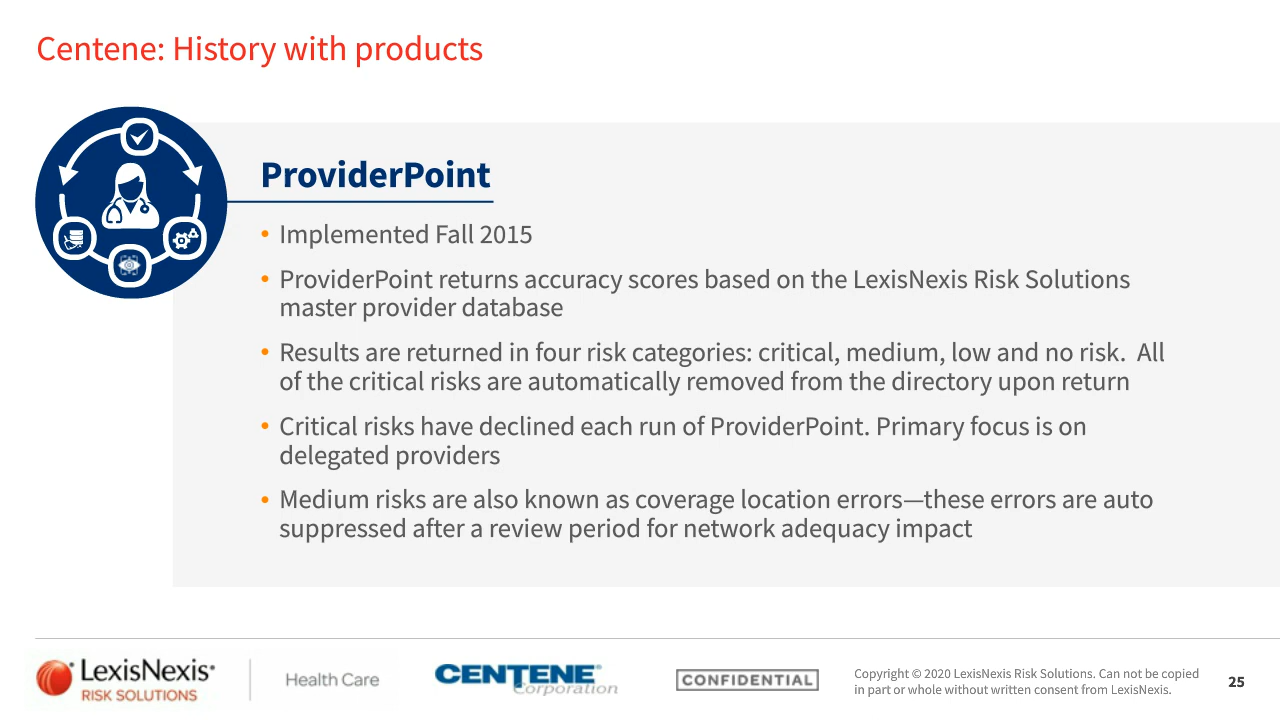 Centene: History with products
ProviderPoint
• Implemented Fall 2015
• ProviderPoint returns accuracy scores based on the LexisNexis Risk Solutions
master provider database
• Results are returned in four risk categories: critical, medium, low and no risk.  All
of the critical risks are automatically removed from the directory upon return
• Critical risks have declined each run of ProviderPoint. Primary focus is on
delegated providers
• Medium risks are also known as coverage location errors—these errors are auto
suppressed after a review period for network adequacy impact
LexisNexis®
RISK SOLUTIONS
Health Care
CENTENE®
Corporation
CONFIDENTIAL
Copyright © 2020 LexisNexis Risk Solutions. Can not be copied
in part or whole without written consent from LexisNexis.
25